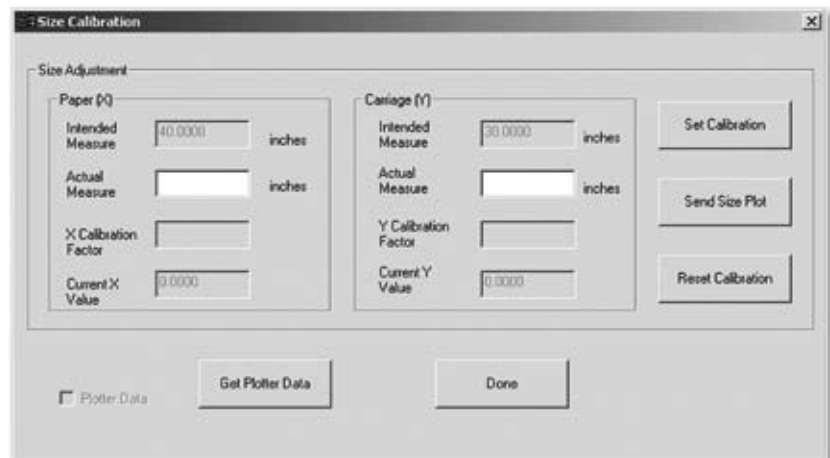 Size Calibration
Size Adjustment
Paper (X)
Intended
Measure
40.0000
inches
Actual
Measure
inches
X Calibration
Factor
Current X
Value
0.0000
Carriage (Y)
Intended
Measure
30.0000
inches
Actual
Measure
inches
Y Calibration
Factor
Current Y
Value
0.0000
Set Calibration
Send Size Plot
Reset Calibration
Plotter Data
Get Plotter Data
Done